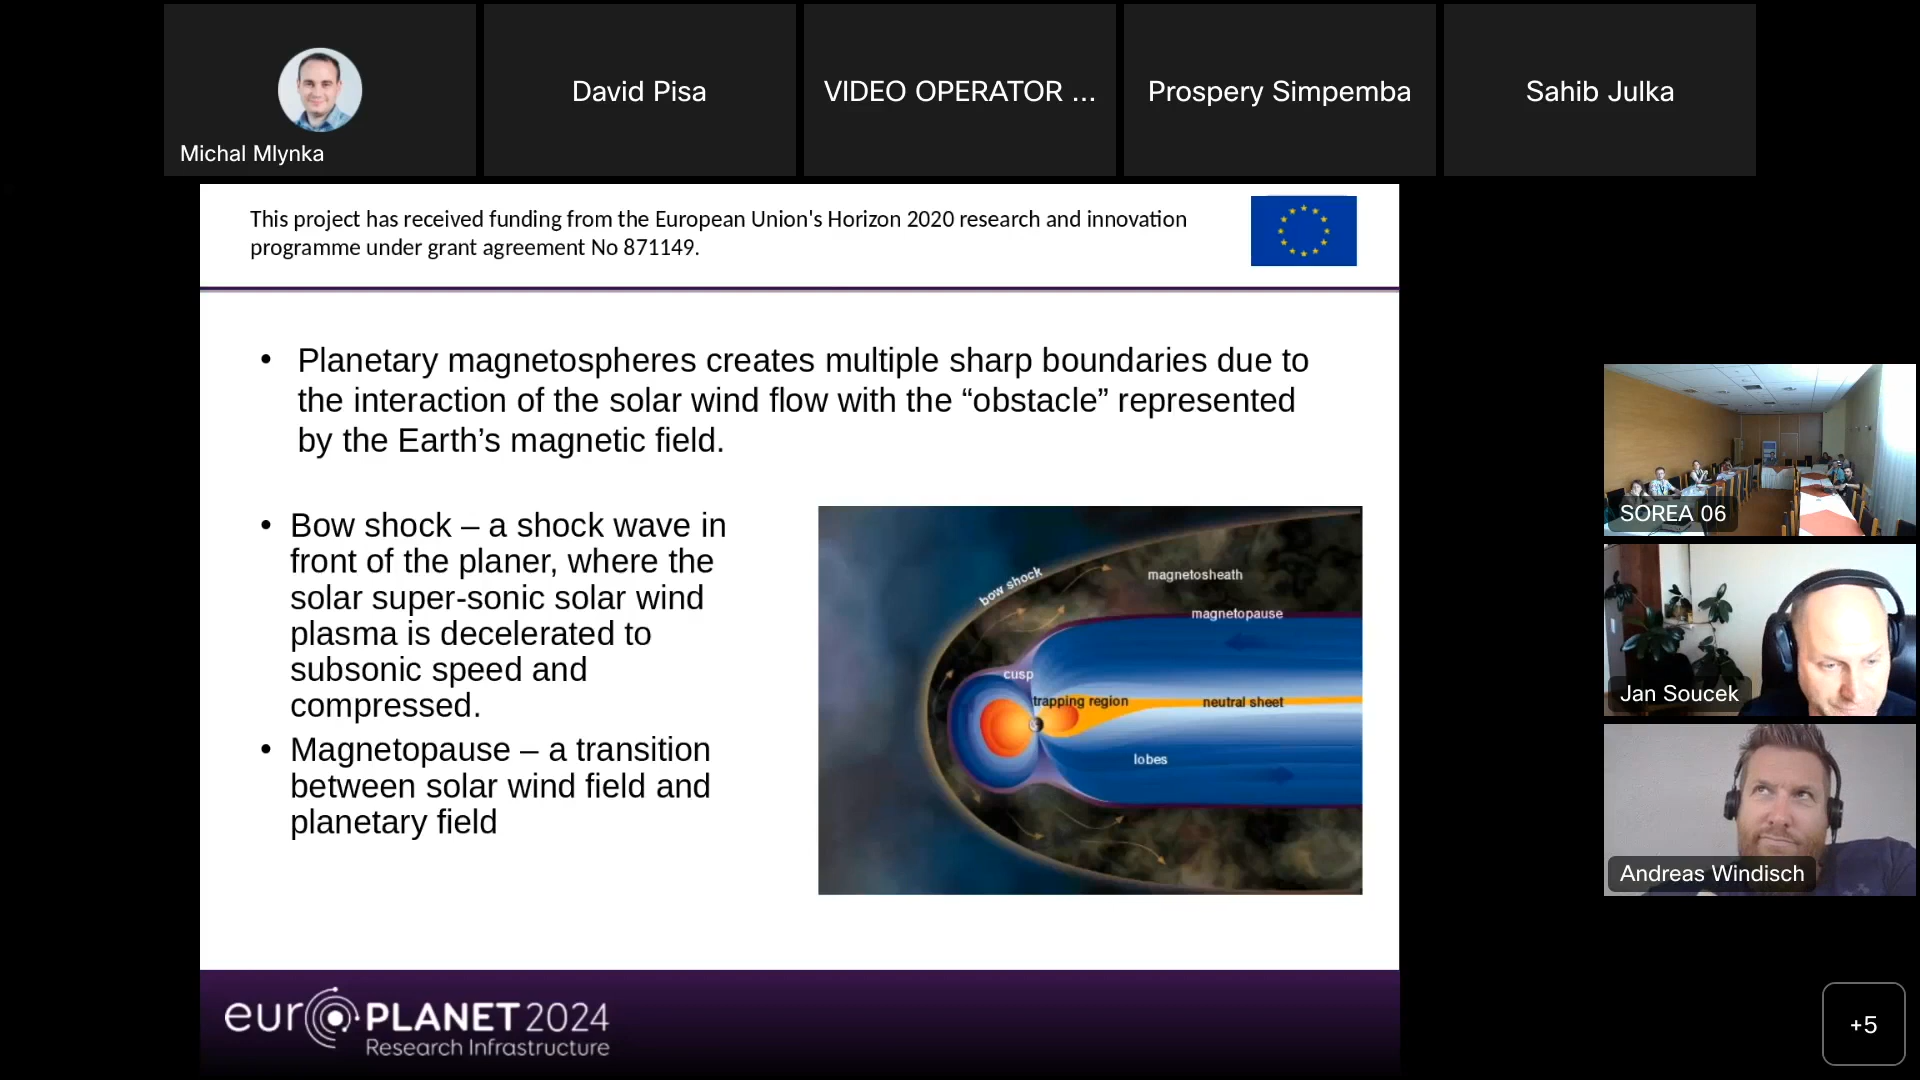 Michal Mlynka
David Pisa
VIDEO OPERATOR ...
Prospery Simpemba
Sahib Julka
This project has received funding from the European Union's Horizon 2020 research and innovation
programme under grant agreement No 871149.
• Planetary magnetospheres creates multiple sharp boundaries due to
the interaction of the solar wind flow with the “obstacle” represented
by the Earth’s magnetic field.
• Bow shock – a shock wave in
front of the planer, where the
solar super-sonic solar wind
plasma is decelerated to
subsonic speed and
compressed.
• Magnetopause – a transition
between solar wind field and
planetary field
bow shock
magnetosheath
magnetopause
cusp
trapping region
neutral sheet
lobes
SOREA 06
Jan Soucek
Andreas Windisch
euroPLANET 2024
Research Infrastructure
+5